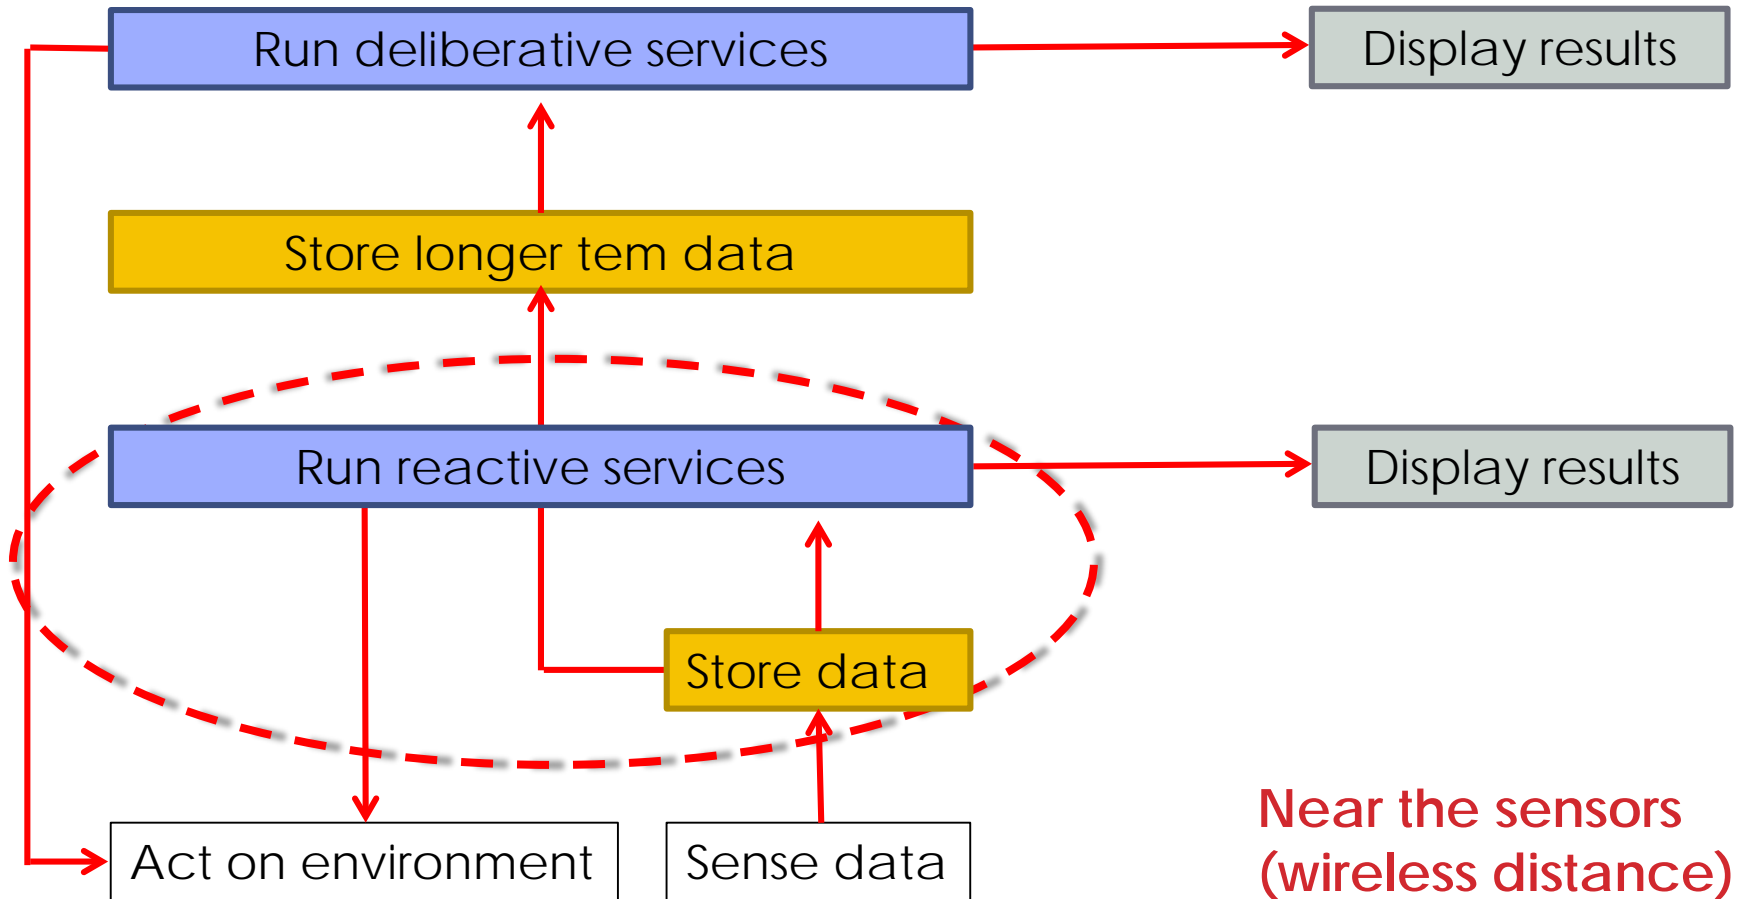 Run deliberative services
Display results
Store longer tem data
Run reactive services
Display results
Store data
Act on environment
Sense data
Near the sensors
(wireless distance)